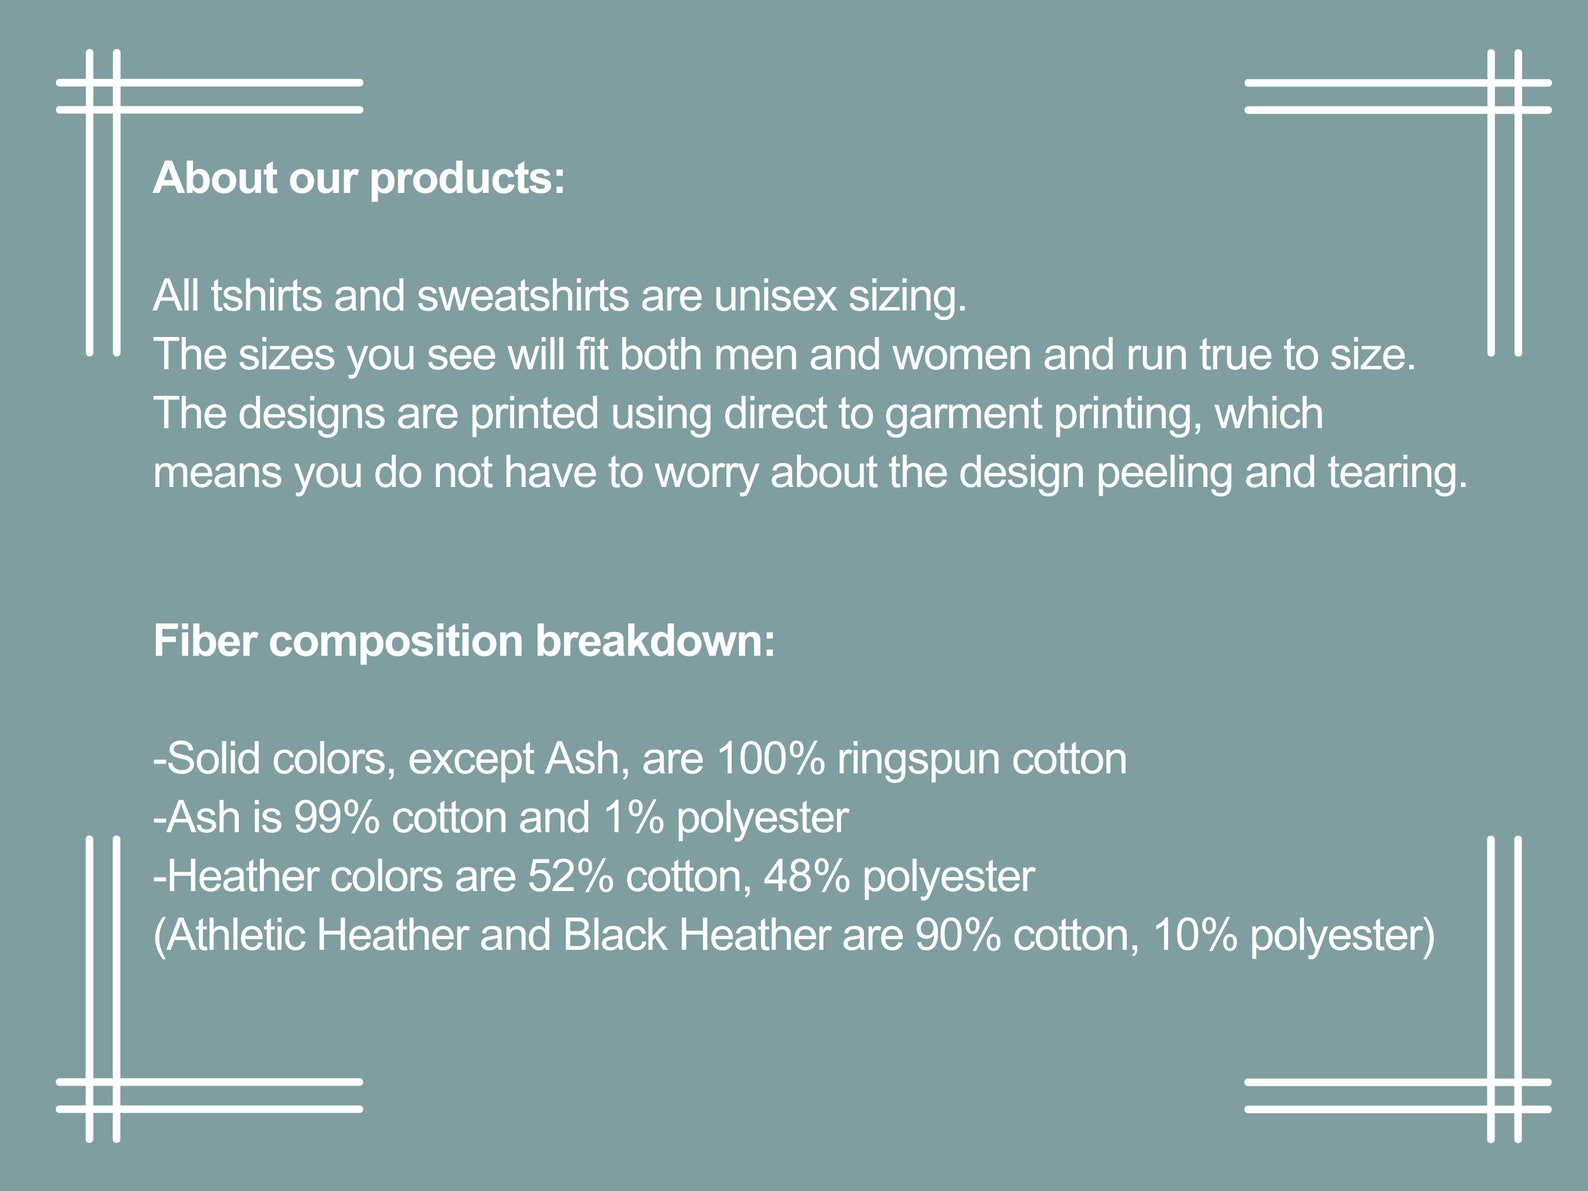 About our products:
All tshirts and sweatshirts are unisex sizing.
The sizes you see will fit both men and women and run true to size.
The designs are printed using direct to garment printing, which
means you do not have to worry about the design peeling and tearing.
Fiber composition breakdown:
-Solid colors, except Ash, are 100% ringspun cotton
-Ash is 99% cotton and 1% polyester
-Heather colors are 52% cotton, 48% polyester
(Athletic Heather and Black Heather are 90% cotton, 10% polyester)